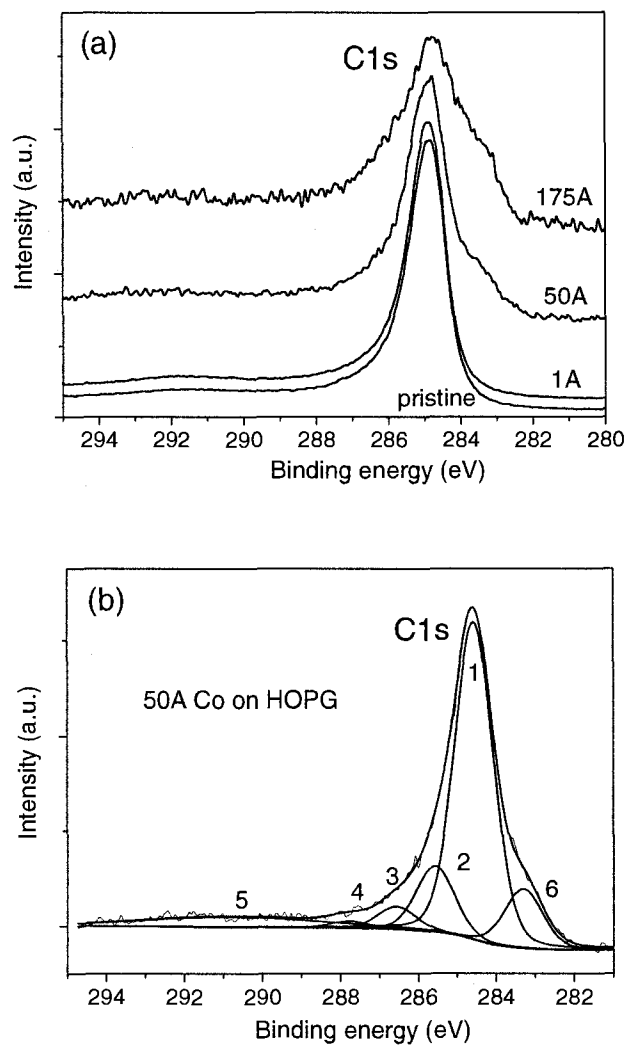 (a)
C1s
175A
50A
1A
pristine
Intensity (a.u.)
294 292 290 288 286 284 282 280
Binding energy (eV)
(b)
C1s
50A Co on HOPG
1
2
3
4
5
6
Intensity (a.u.)
294 292 290 288 286 284 282
Binding energy (eV)